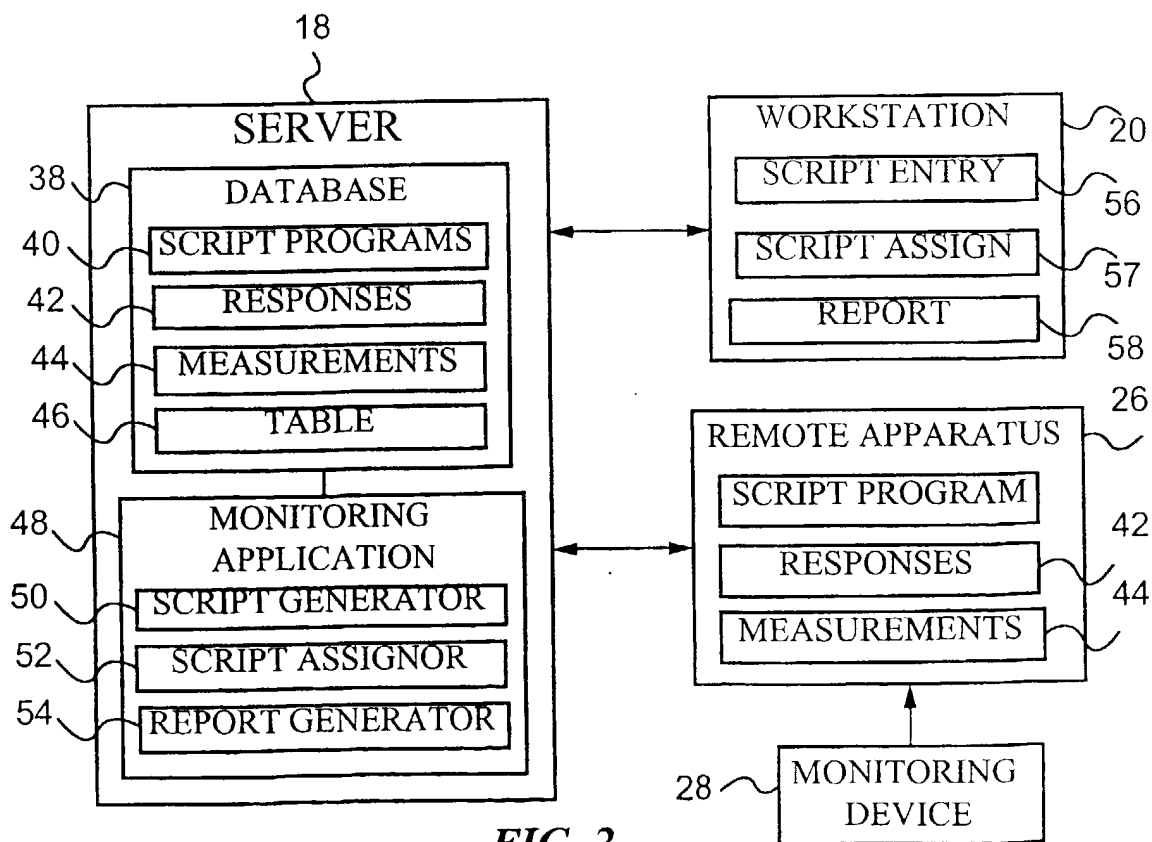 18
SERVER
38
DATABASE
40
SCRIPT PROGRAMS
42
RESPONSES
44
MEASUREMENTS
46
TABLE
48
MONITORING
APPLICATION
50
SCRIPT GENERATOR
52
SCRIPT ASSIGNOR
54
REPORT GENERATOR
WORKSTATION
20
SCRIPT ENTRY
56
SCRIPT ASSIGN
57
REPORT
58
26
REMOTE APPARATUS
SCRIPT PROGRAM
42
RESPONSES
44
MEASUREMENTS
28
MONITORING
DEVICE
FIG. 2